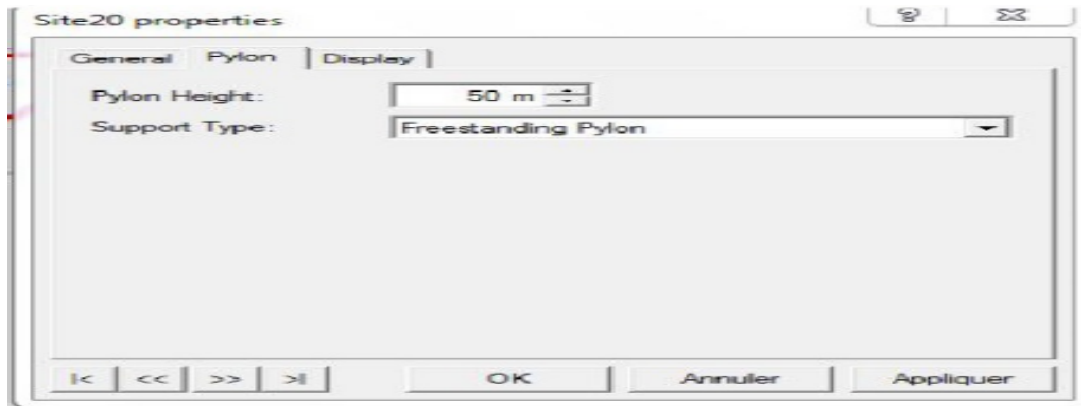 Site20 properties
General Pylon Display
Pylon Height: 50 m
Support Type: Freestanding Pylon
|< << >> >| OK Annuler Appliquer